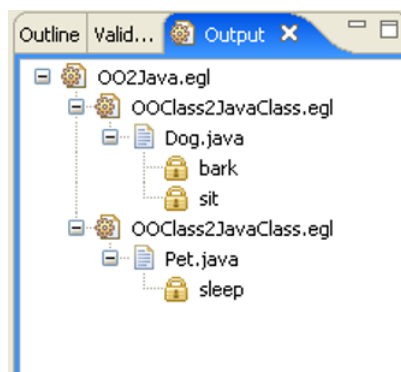 Outline Valid... Output
OO2Java.egl
OOClass2JavaClass.egl
Dog.java
bark
sit
OOClass2JavaClass.egl
Pet.java
sleep